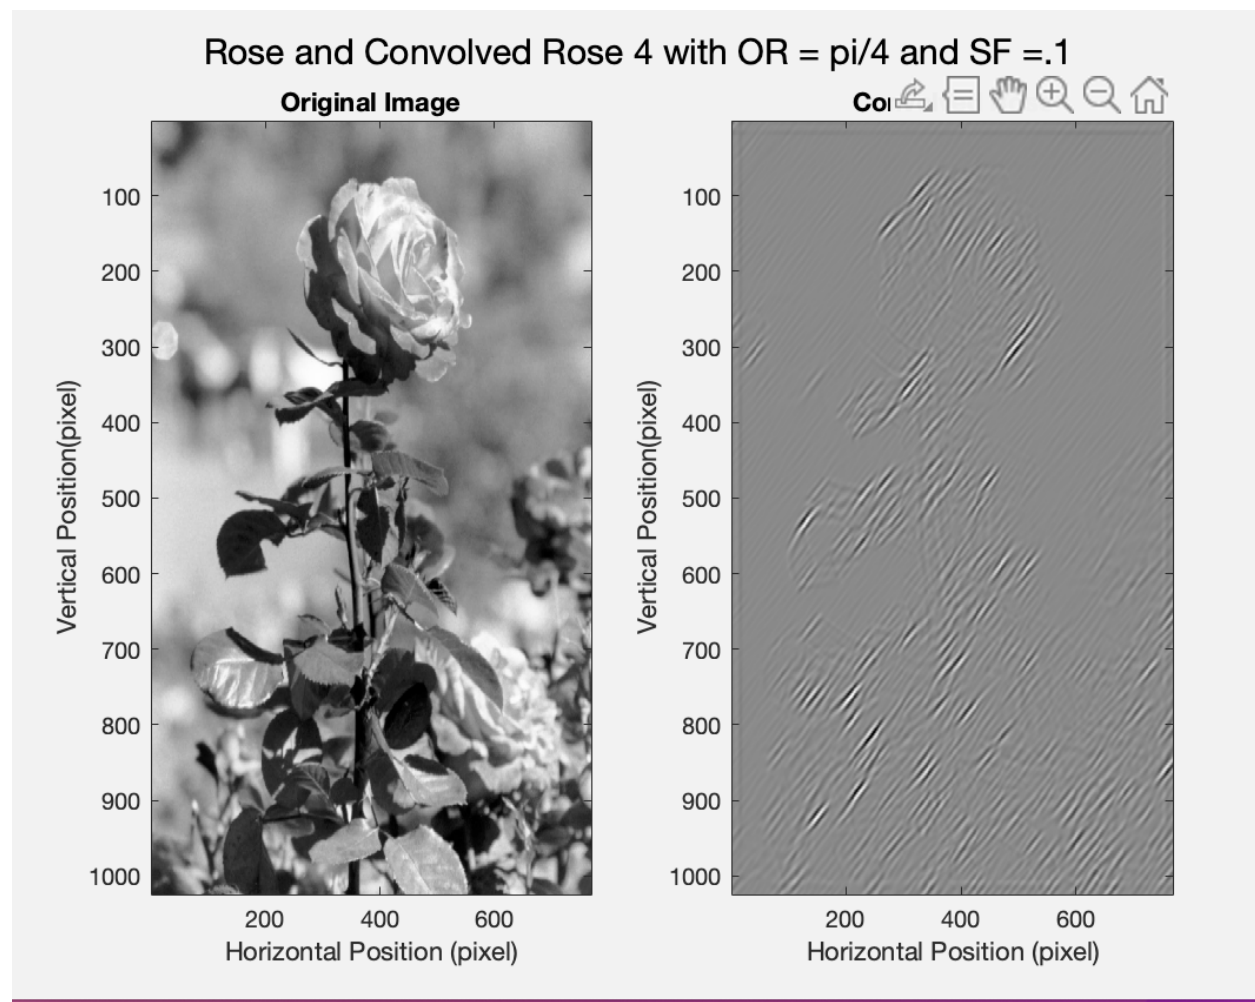 Rose and Convolved Rose 4 with OR = pi/4 and SF =.1
Original Image
100
200
300
400
500
600
700
800
900
1000
Vertical Position(pixel)
200 400 600
Horizontal Position (pixel)
100
200
300
400
500
600
700
800
900
1000
Vertical Position(pixel)
200 400 600
Horizontal Position (pixel)